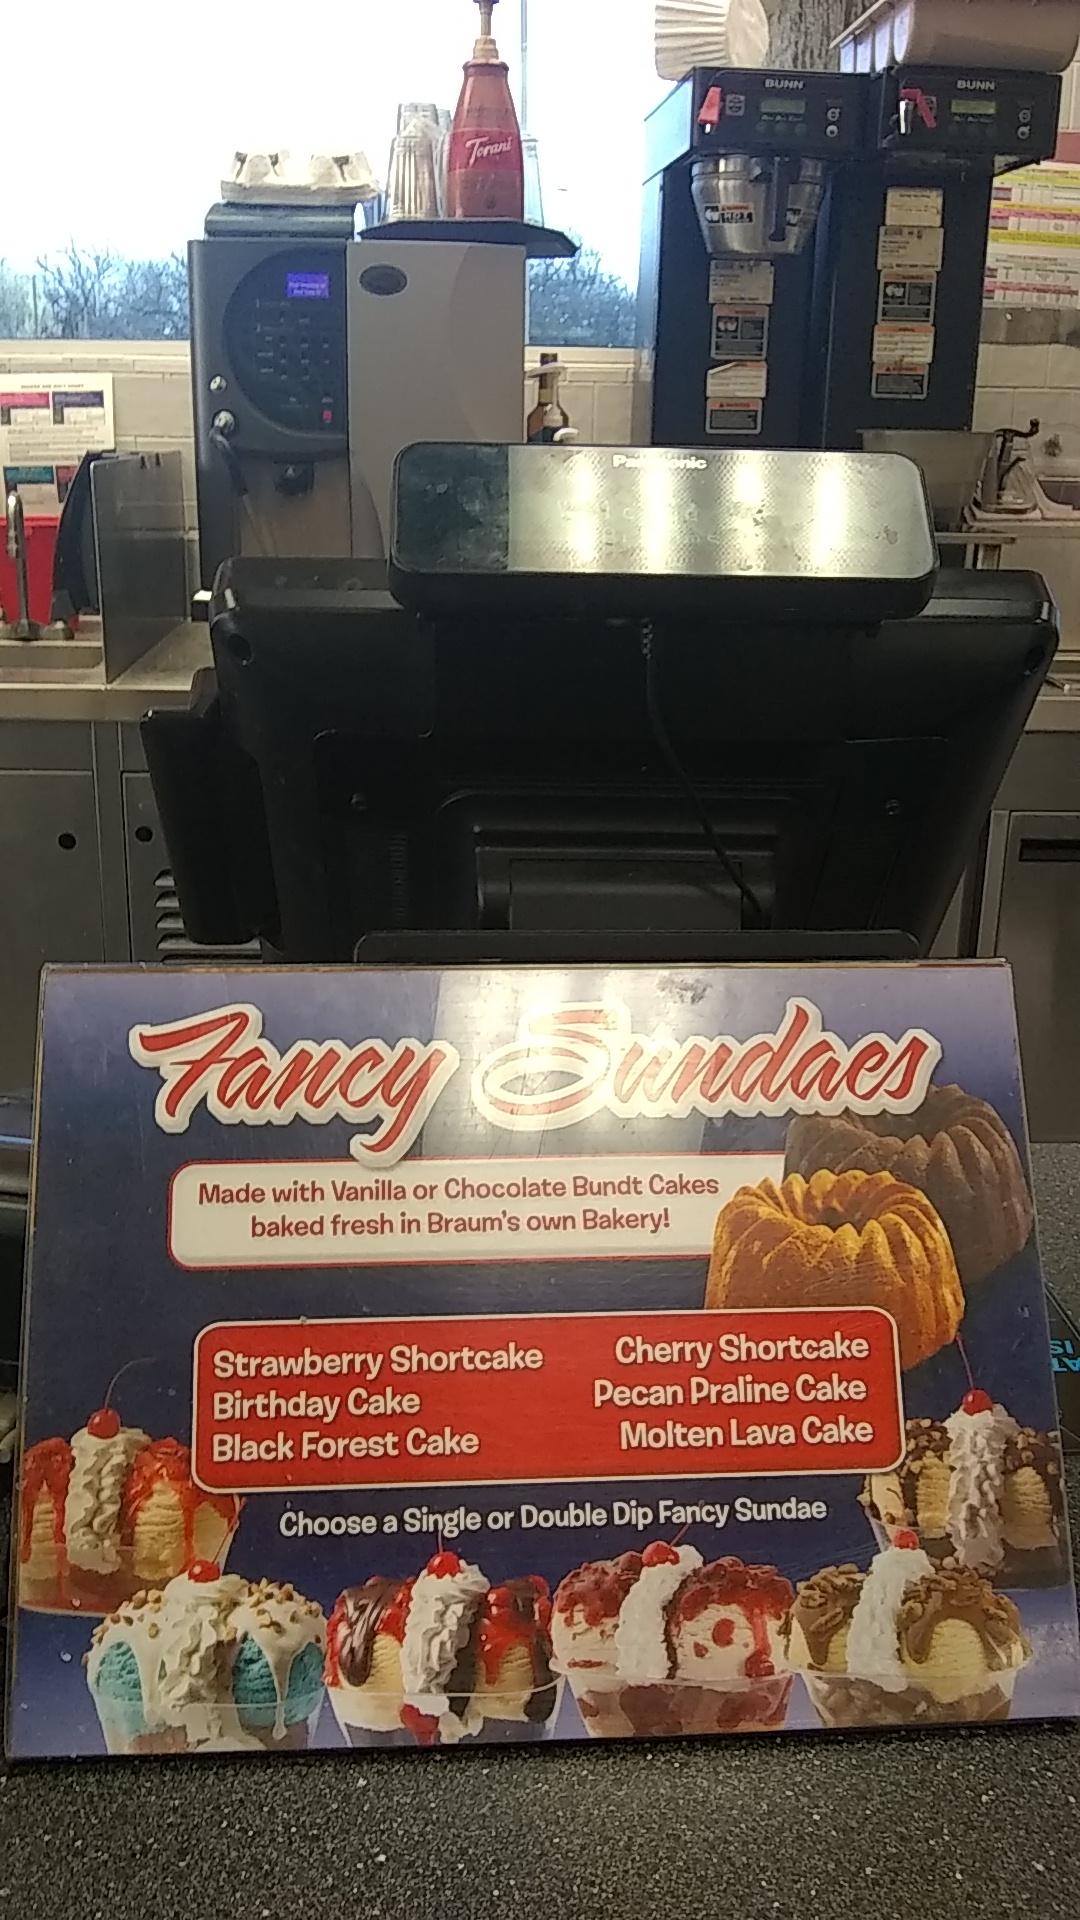 BUNN
BUNN
Torani
HOT
Panasonic
Fancy Sundaes
Made with Vanilla or Chocolate Bundt Cakes
baked fresh in Braum's own Bakery!
Strawberry Shortcake
Birthday Cake
Black Forest Cake
Cherry Shortcake
Pecan Praline Cake
Molten Lava Cake
Choose a Single or Double Dip Fancy Sundae